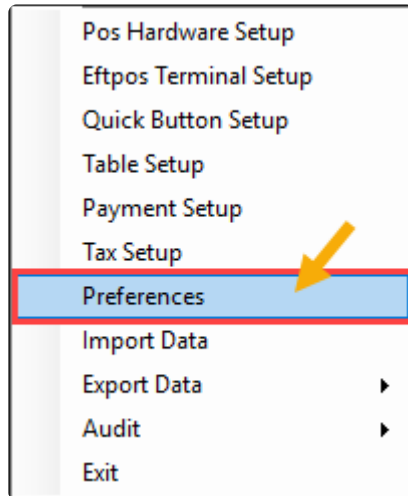 Pos Hardware Setup
Eftpos Terminal Setup
Quick Button Setup
Table Setup
Payment Setup
Tax Setup
Preferences
Import Data
Export Data
Audit
Exit